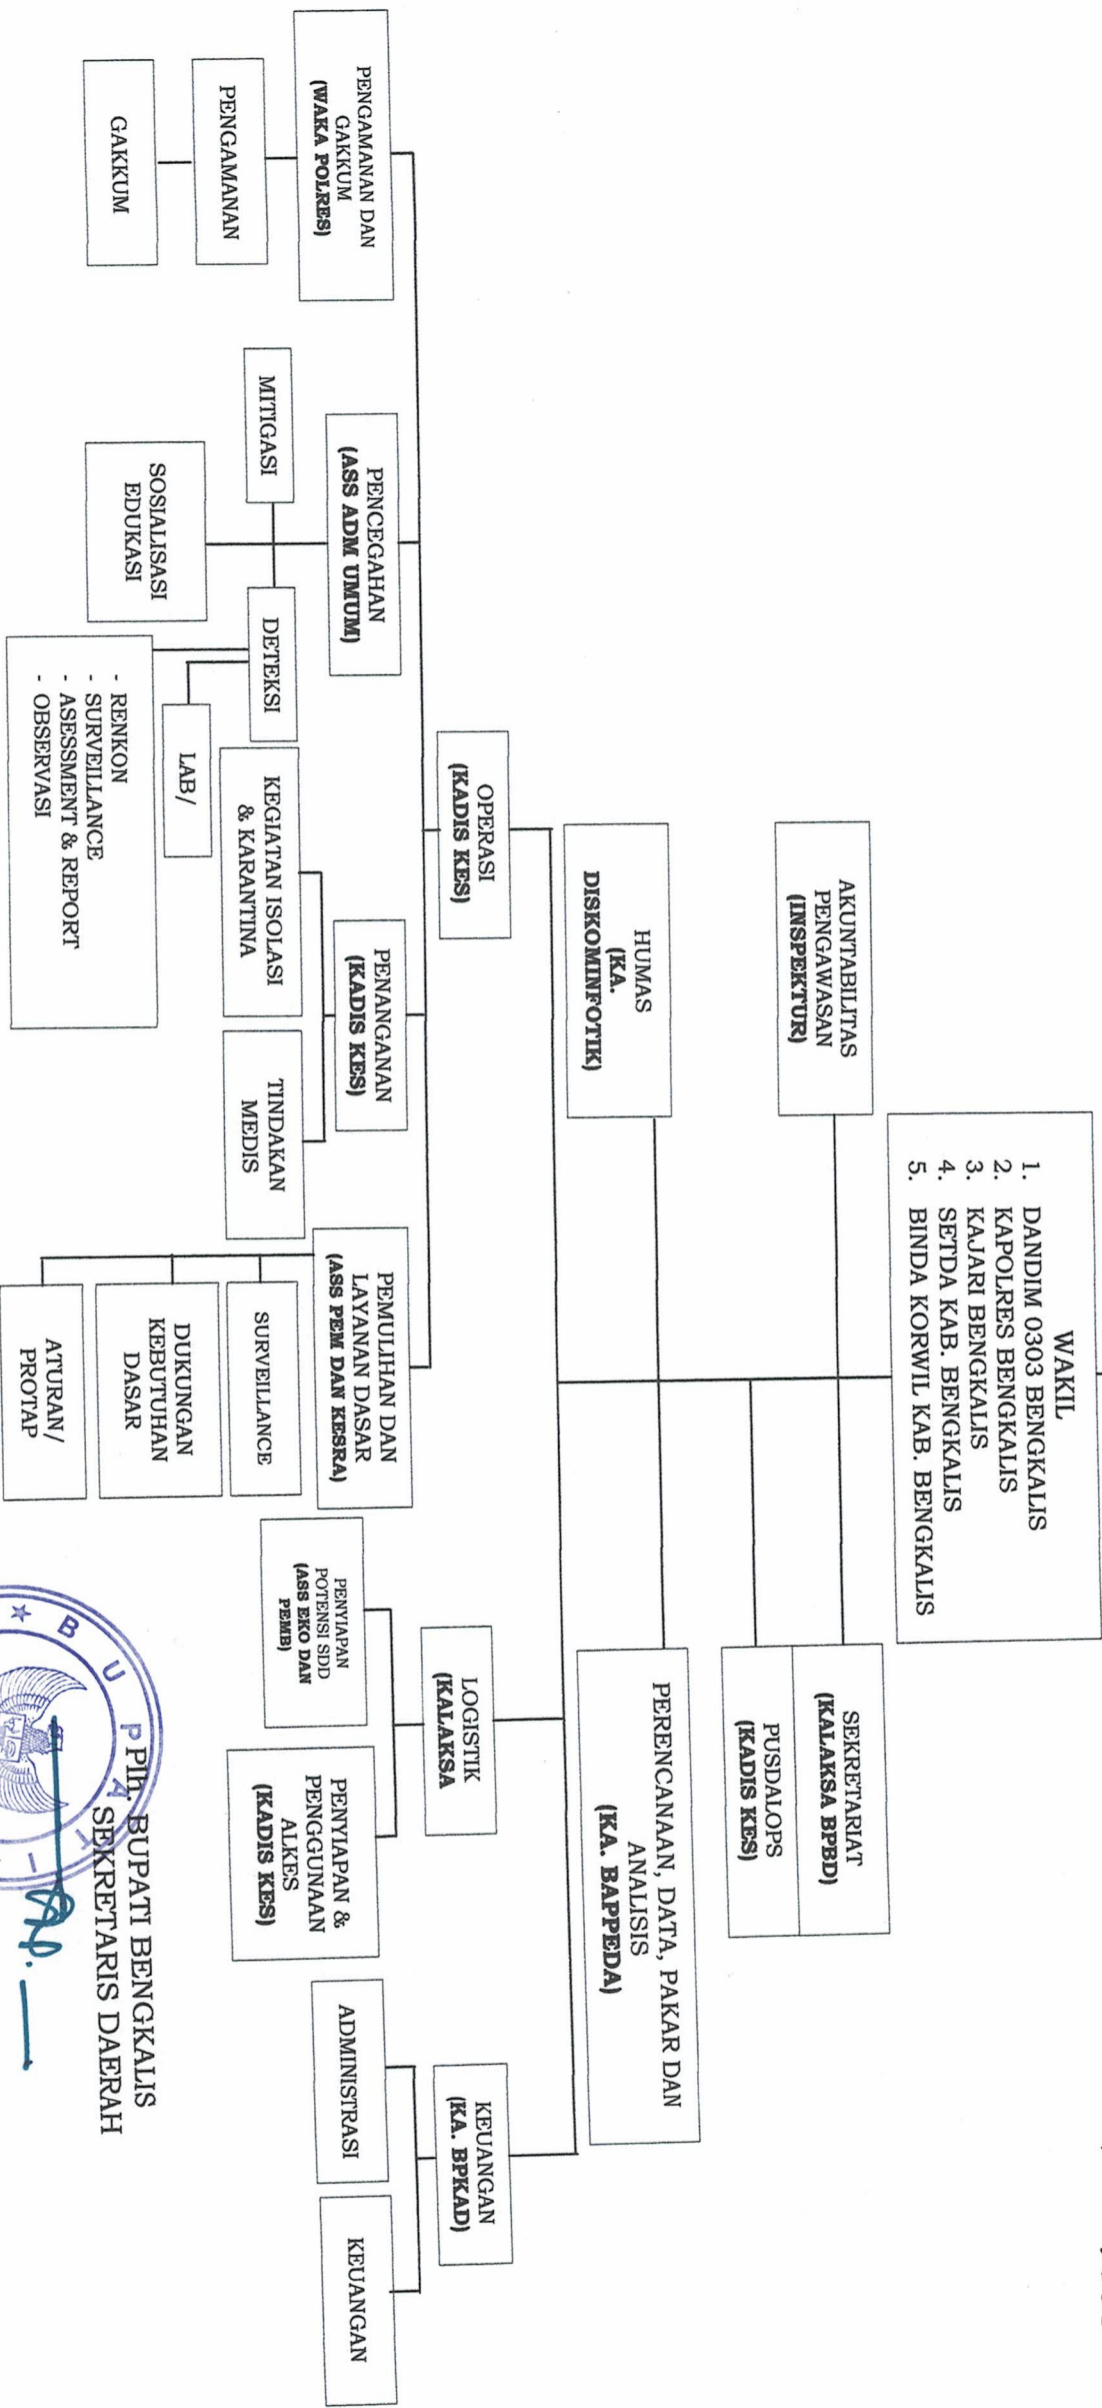 WAKIL
1. DANDIM 0303 BENGKALIS
2. KAPOLRES BENGKALIS
3. KAJARI BENGKALIS
4. SETDA KAB. BENGKALIS
5. BINDA KORWIL KAB. BENGKALIS
AKUNTABILITAS
PENGAWASAN
(INSPEKTUR)
SEKRETARIAT
(KALAKSA BPBD)
PUSDALOPS
(KADIS KES)
HUMAS
(KA.
DISKOMINFOTIK)
PERENCANAAN, DATA, PAKAR DAN
ANALISIS
(KA. BAPPEDA)
OPERASI
(KADIS KES)
LOGISTIK
(KALAKSA
KEUANGAN
(KA. BPKAD)
PENGAMANAN DAN
GAKKUM
(WAKA POLRES)
PENGAMANAN
GAKKUM
PENCEGAHAN
(ASS ADM UMUM)
MITIGASI
DETEKSI
SOSIALISASI
EDUKASI
LAB/
- RENKON
- SURVEILLANCE
- ASESSMENT & REPORT
- OBSERVASI
PENANGANAN
(KADIS KES)
KEGIATAN ISOLASI
& KARANTINA
TINDAKAN
MEDIS
PEMULIHAN DAN
LAYANAN DASAR
(ASS PEM DAN KESRA)
SURVEILLANCE
DUKUNGAN
KEBUTUHAN
DASAR
ATURAN/
PROTAP
PENYIAPAN
POTENSI SDD
(ASS EKO DAN
PEMB)
PENYIAPAN &
PENGGUNAAN
ALKES
(KADIS KES)
ADMINISTRASI
KEUANGAN
Plh. BUPATI BENGKALIS
SEKRETARIS DAERAH
BUPATI